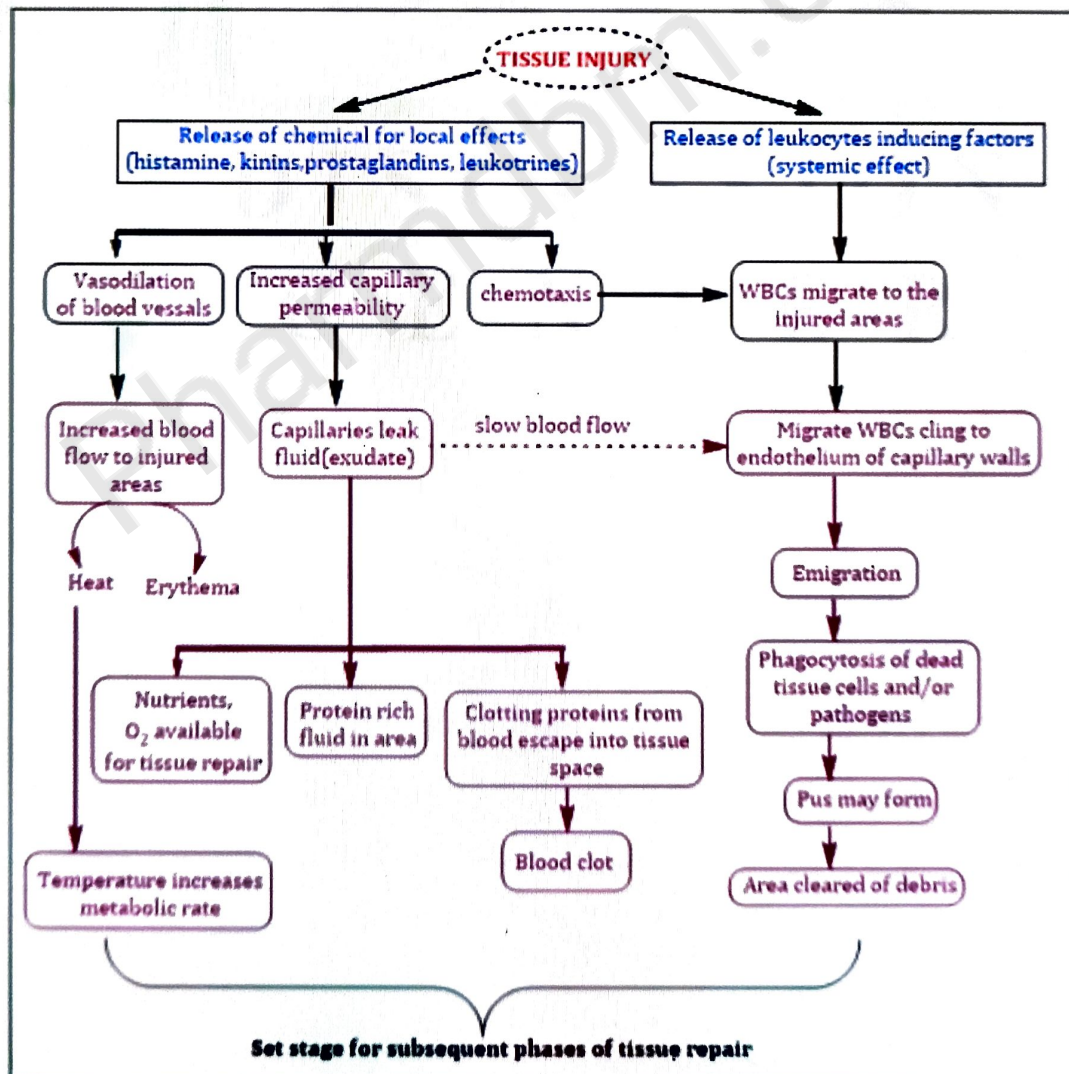 TISSUE INJURY
Release of chemical for local effects
(histamine, kinins,prostaglandins, leukotrines)
Release of leukocytes inducing factors
(systemic effect)
Vasodilation
of blood vessals
Increased capillary
permeability
chemotaxis
WBCs migrate to the
injured areas
Increased blood
flow to injured
areas
Capillaries leak
fluid(exudate)
slow blood flow
Migrate WBCs cling to
endothelium of capillary walls
Heat
Erythema
Emigration
Nutrients,
O₂ available
for tissue repair
Protein rich
fluid in area
Clotting proteins from
blood escape into tissue
space
Phagocytosis of dead
tissue cells and/or
pathogens
Pus may form
Blood clot
Temperature increases
metabolic rate
Area cleared of debris
Set stage for subsequent phases of tissue repair